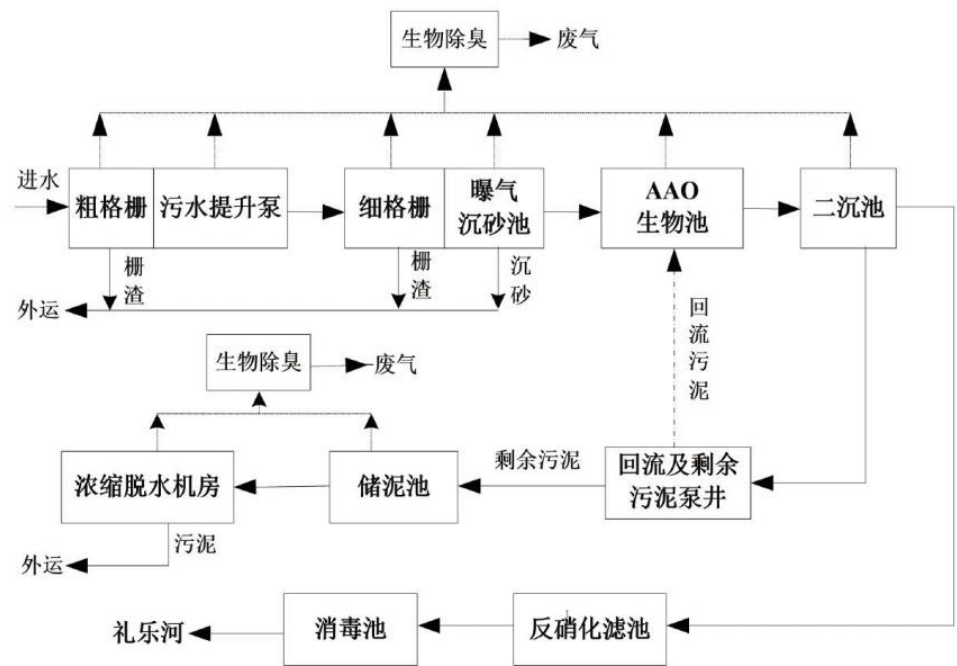 生物除臭
废气
进水
粗格栅
污水提升泵
细格栅
曝气
沉砂池
AAO
生物池
二沉池
栅
渣
栅
渣
沉
砂
外运
回
流
污
泥
生物除臭
废气
浓缩脱水机房
储泥池
剩余污泥
回流及剩余
污泥泵井
污泥
外运
礼乐河
消毒池
反硝化滤池